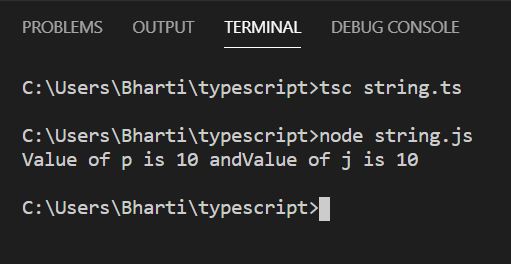 PROBLEMS OUTPUT TERMINAL DEBUG CONSOLE
C:\Users\Bharti\typescript>tsc string.ts
C:\Users\Bharti\typescript>node string.js
Value of p is 10 andValue of j is 10
C:\Users\Bharti\typescript>